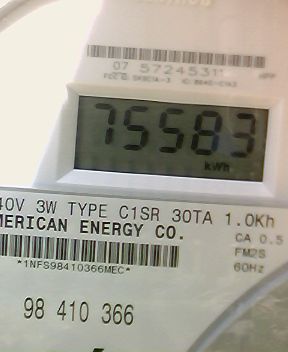 07 57245311
75583
kWh
40V 3W TYPE C1SR 30TA 1.0Kh
MERICAN ENERGY CO.
CA 0.5
FM2S
60Hz
*1NFS98410366MEC*
98 410 366